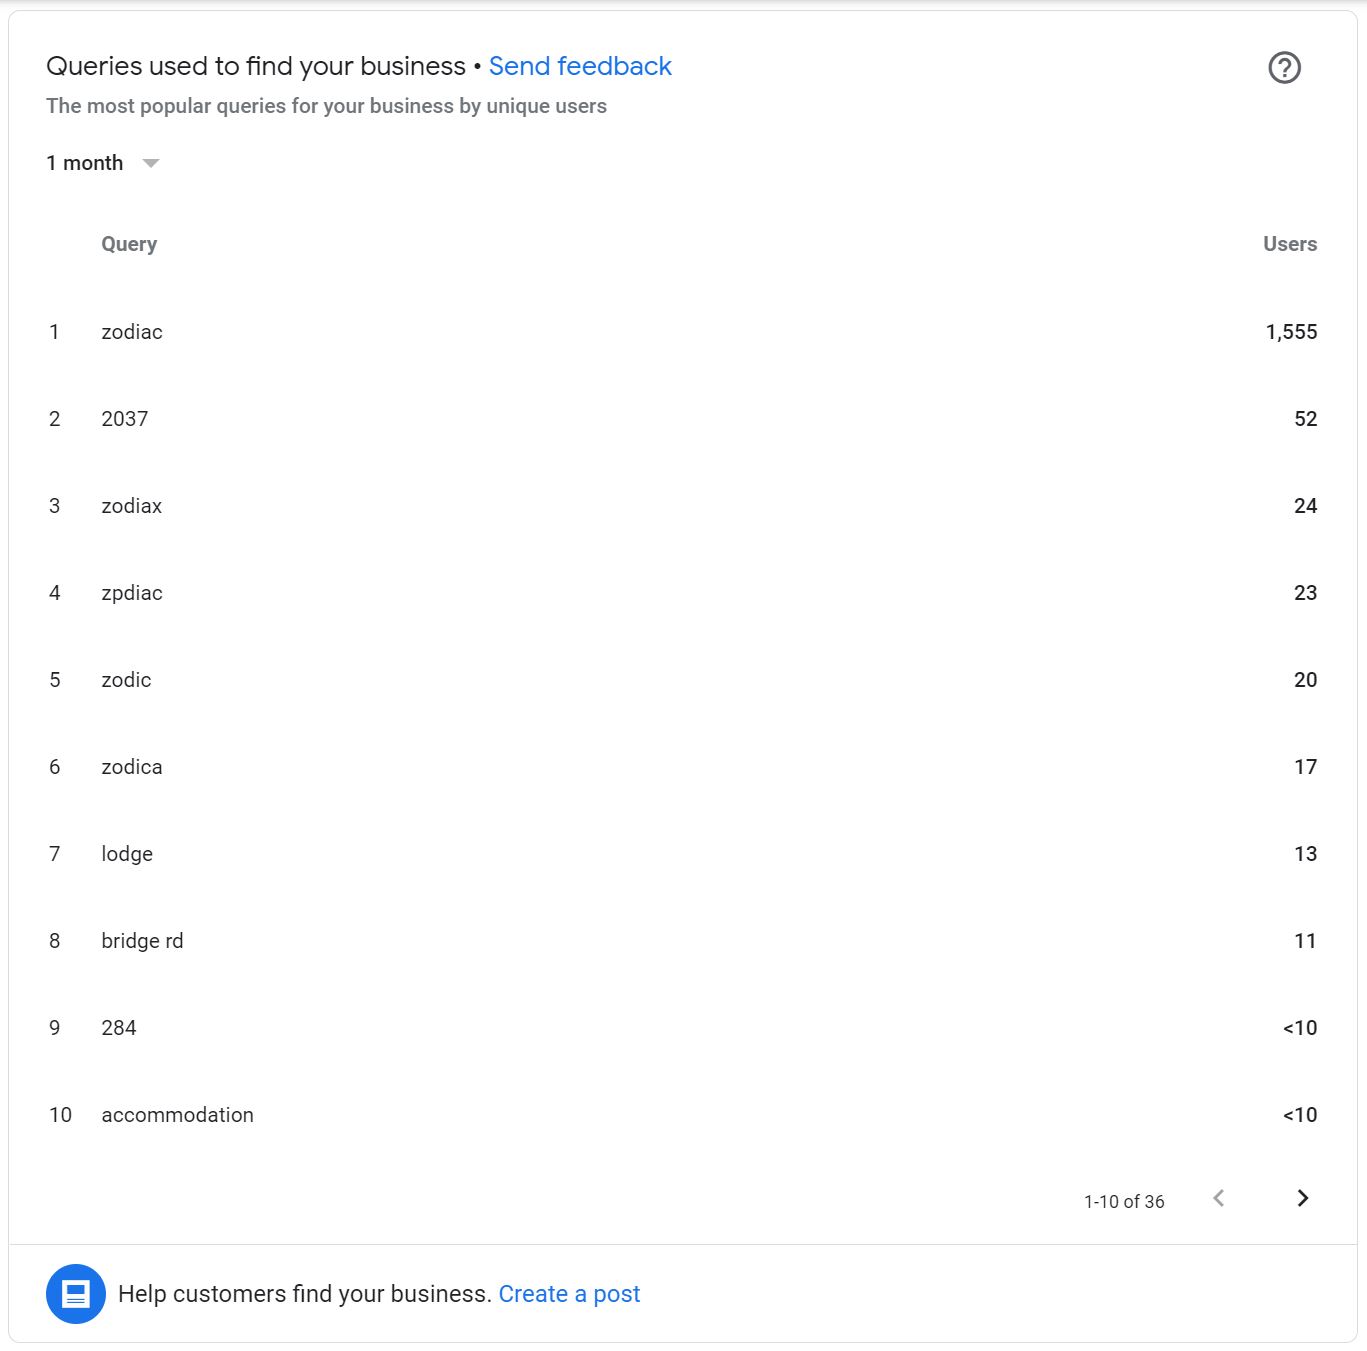 Queries used to find your business • Send feedback
The most popular queries for your business by unique users
1 month
Query Users
1 zodiac 1,555
2 2037 52
3 zodiax 24
4 zpdiac 23
5 zodic 20
6 zodica 17
7 lodge 13
8 bridge rd 11
9 284 <10
10 accommodation <10
1-10 of 36
Help customers find your business. Create a post